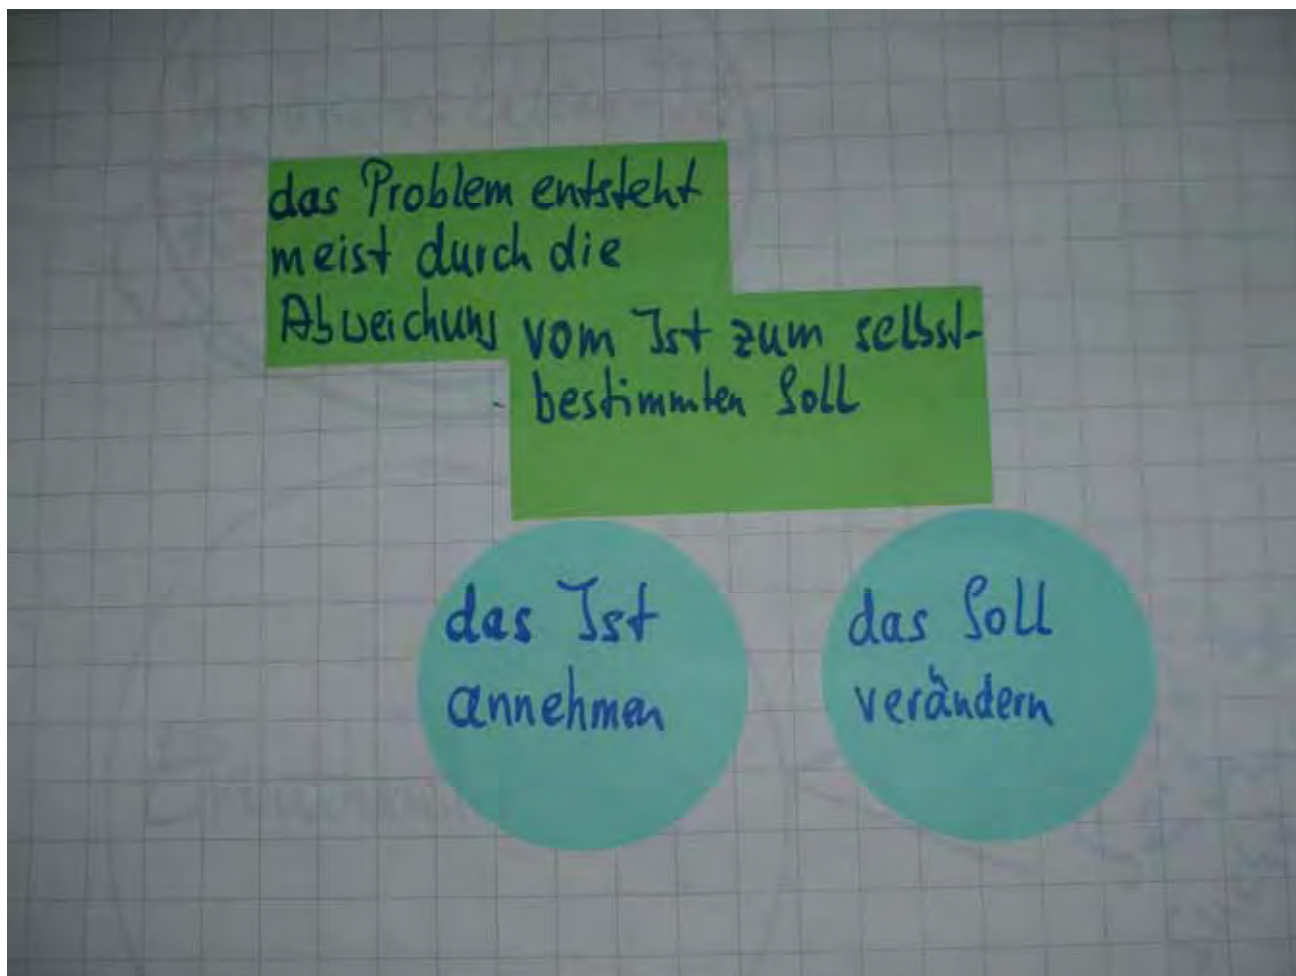 das Problem entsteht
meist durch die
Abweichung vom Ist zum selbst-
bestimmten Soll
das Ist
annehmen
das Soll
verändern